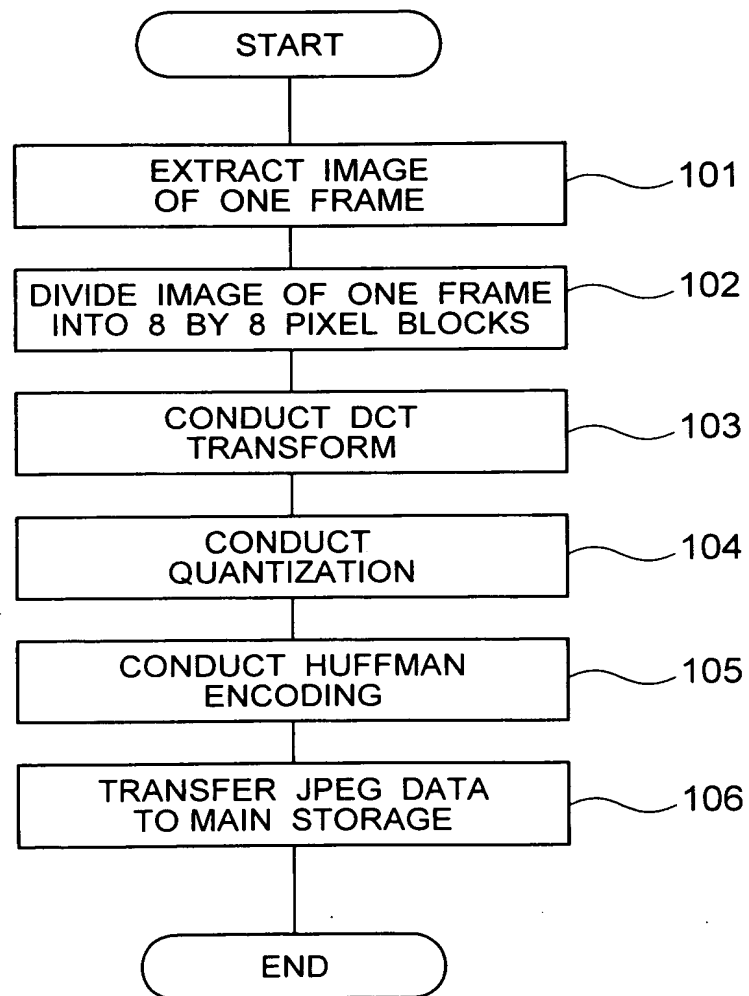 START
EXTRACT IMAGE
OF ONE FRAME
101
DIVIDE IMAGE OF ONE FRAME
INTO 8 BY 8 PIXEL BLOCKS
102
CONDUCT DCT
TRANSFORM
103
CONDUCT
QUANTIZATION
104
CONDUCT HUFFMAN
ENCODING
105
TRANSFER JPEG DATA
TO MAIN STORAGE
106
END